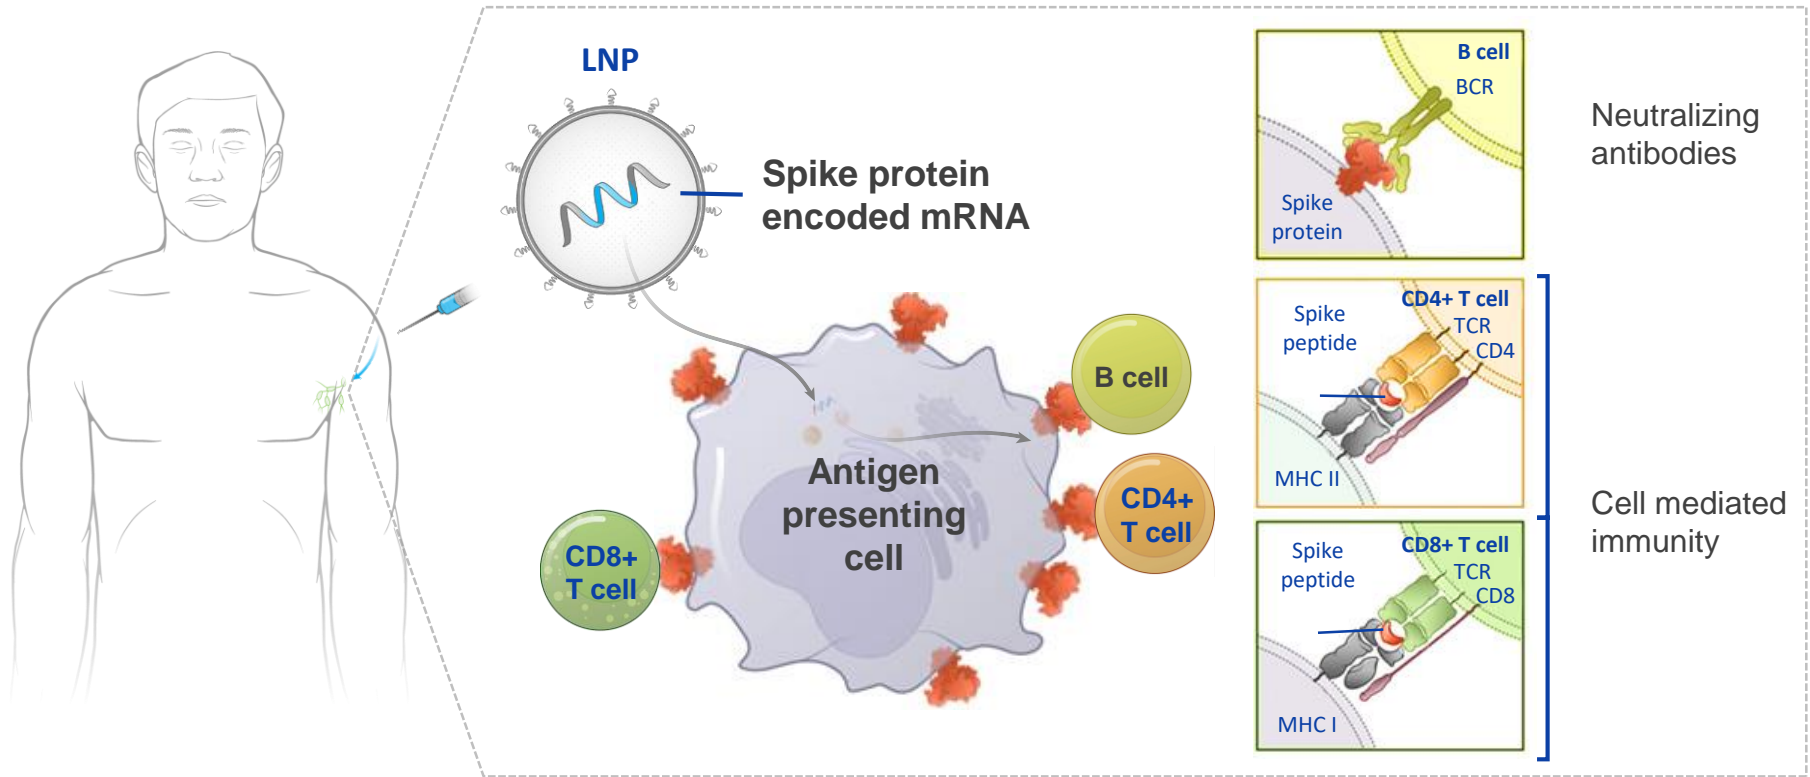 LNP
Spike protein
encoded mRNA
Antigen
presenting
cell
B cell
CD4+
T cell
CD8+
T cell
B cell
BCR
Spike
protein
Neutralizing
antibodies
CD4+ T cell
TCR
CD4
Spike
peptide
MHC II
CD8+ T cell
TCR
CD8
Spike
peptide
MHC I
Cell mediated
immunity